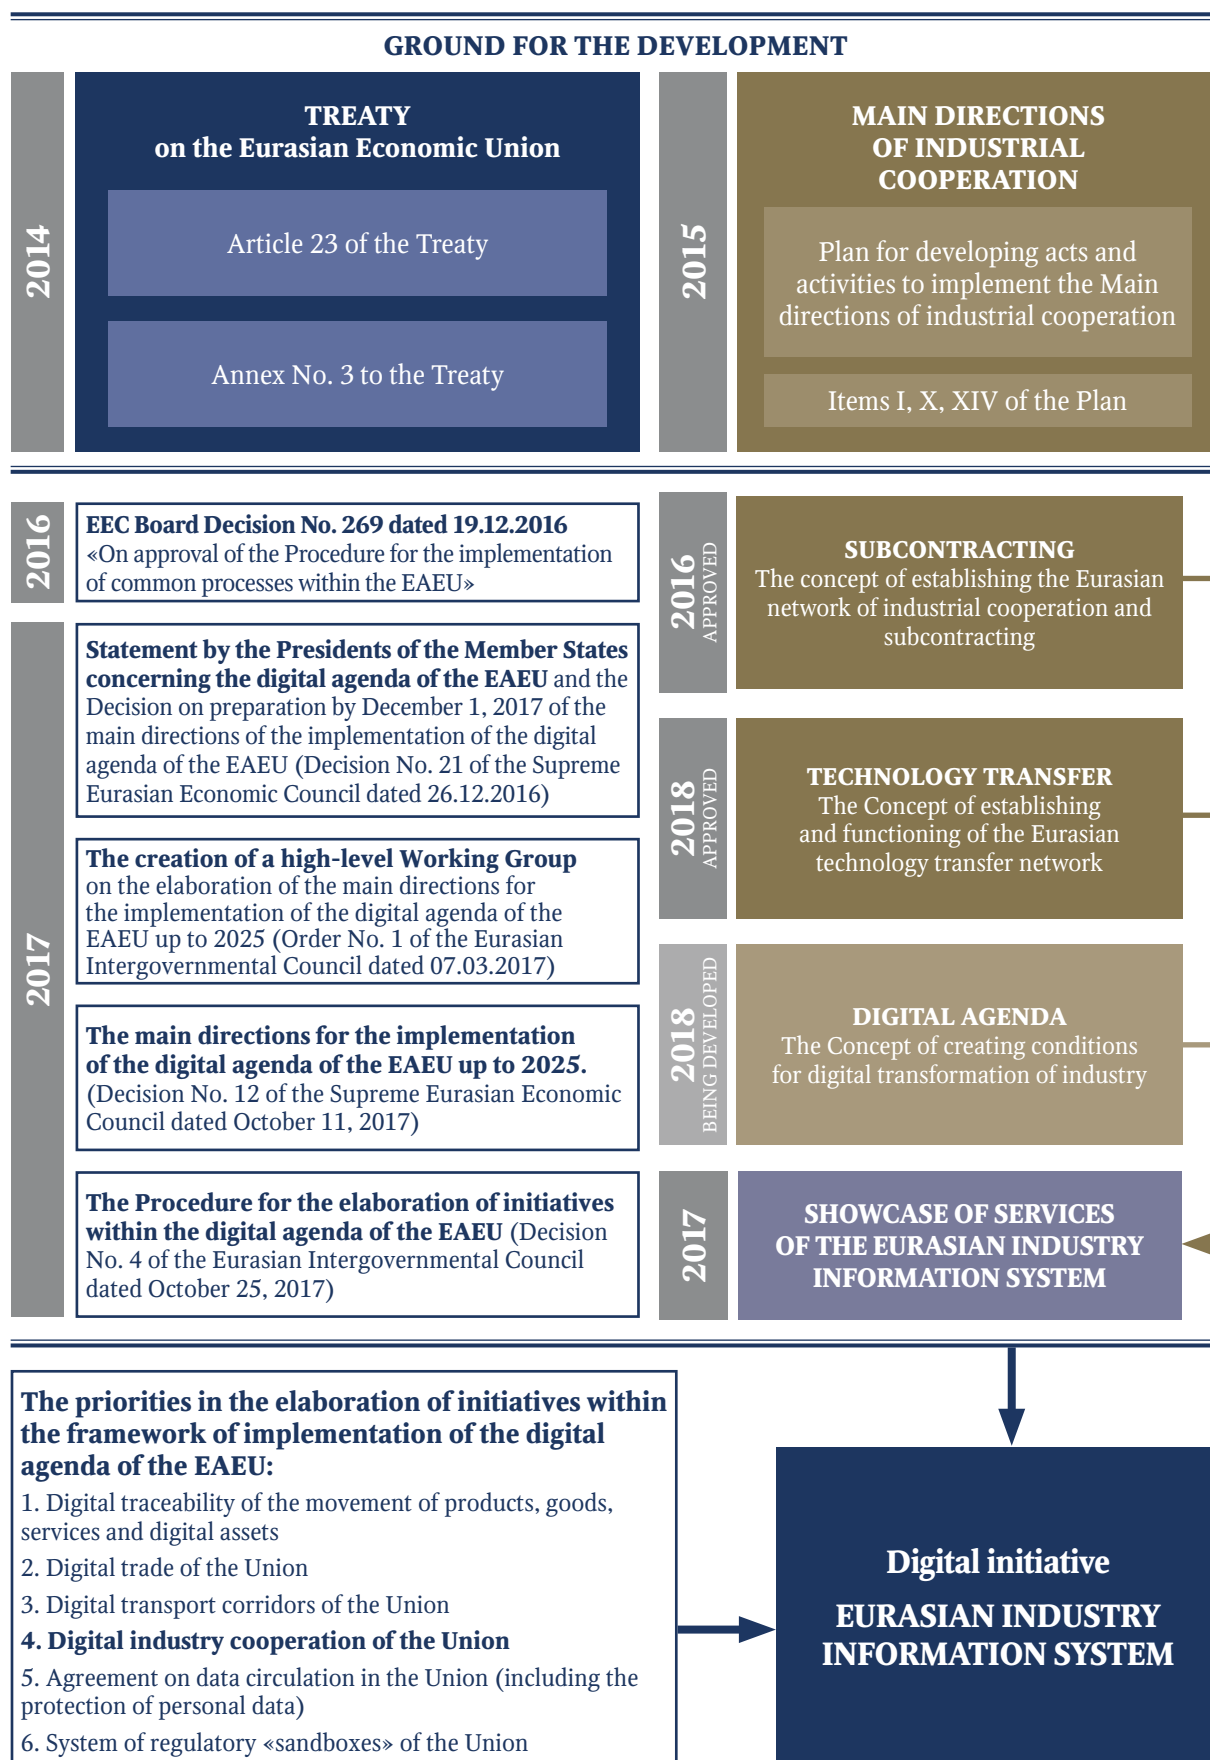 GROUND FOR THE DEVELOPMENT
2014
TREATY
on the Eurasian Economic Union
Article 23 of the Treaty
Annex No. 3 to the Treaty
2015
MAIN DIRECTIONS
OF INDUSTRIAL
COOPERATION
Plan for developing acts and
activities to implement the Main
directions of industrial cooperation
Items I, X, XIV of the Plan
2016
EEC Board Decision No. 269 dated 19.12.2016
«On approval of the Procedure for the implementation
of common processes within the EAEU»
2017
Statement by the Presidents of the Member States
concerning the digital agenda of the EAEU and the
Decision on preparation by December 1, 2017 of the
main directions of the implementation of the digital
agenda of the EAEU (Decision No. 21 of the Supreme
Eurasian Economic Council dated 26.12.2016)
The creation of a high-level Working Group
on the elaboration of the main directions for
the implementation of the digital agenda of the
EAEU up to 2025 (Order No. 1 of the Eurasian
Intergovernmental Council dated 07.03.2017)
The main directions for the implementation
of the digital agenda of the EAEU up to 2025.
(Decision No. 12 of the Supreme Eurasian Economic
Council dated October 11, 2017)
The Procedure for the elaboration of initiatives
within the digital agenda of the EAEU (Decision
No. 4 of the Eurasian Intergovernmental Council
dated October 25, 2017)
2016
APPROVED
SUBCONTRACTING
The concept of establishing the Eurasian
network of industrial cooperation and
subcontracting
2018
APPROVED
TECHNOLOGY TRANSFER
The Concept of establishing
and functioning of the Eurasian
technology transfer network
2018
BEING DEVELOPED
DIGITAL AGENDA
The Concept of creating conditions
for digital transformation of industry
2017
SHOWCASE OF SERVICES
OF THE EURASIAN INDUSTRY
INFORMATION SYSTEM
The priorities in the elaboration of initiatives within
the framework of implementation of the digital
agenda of the EAEU:
1. Digital traceability of the movement of products, goods,
services and digital assets
2. Digital trade of the Union
3. Digital transport corridors of the Union
4. Digital industry cooperation of the Union
5. Agreement on data circulation in the Union (including the
protection of personal data)
6. System of regulatory «sandboxes» of the Union
Digital initiative
EURASIAN INDUSTRY
INFORMATION SYSTEM